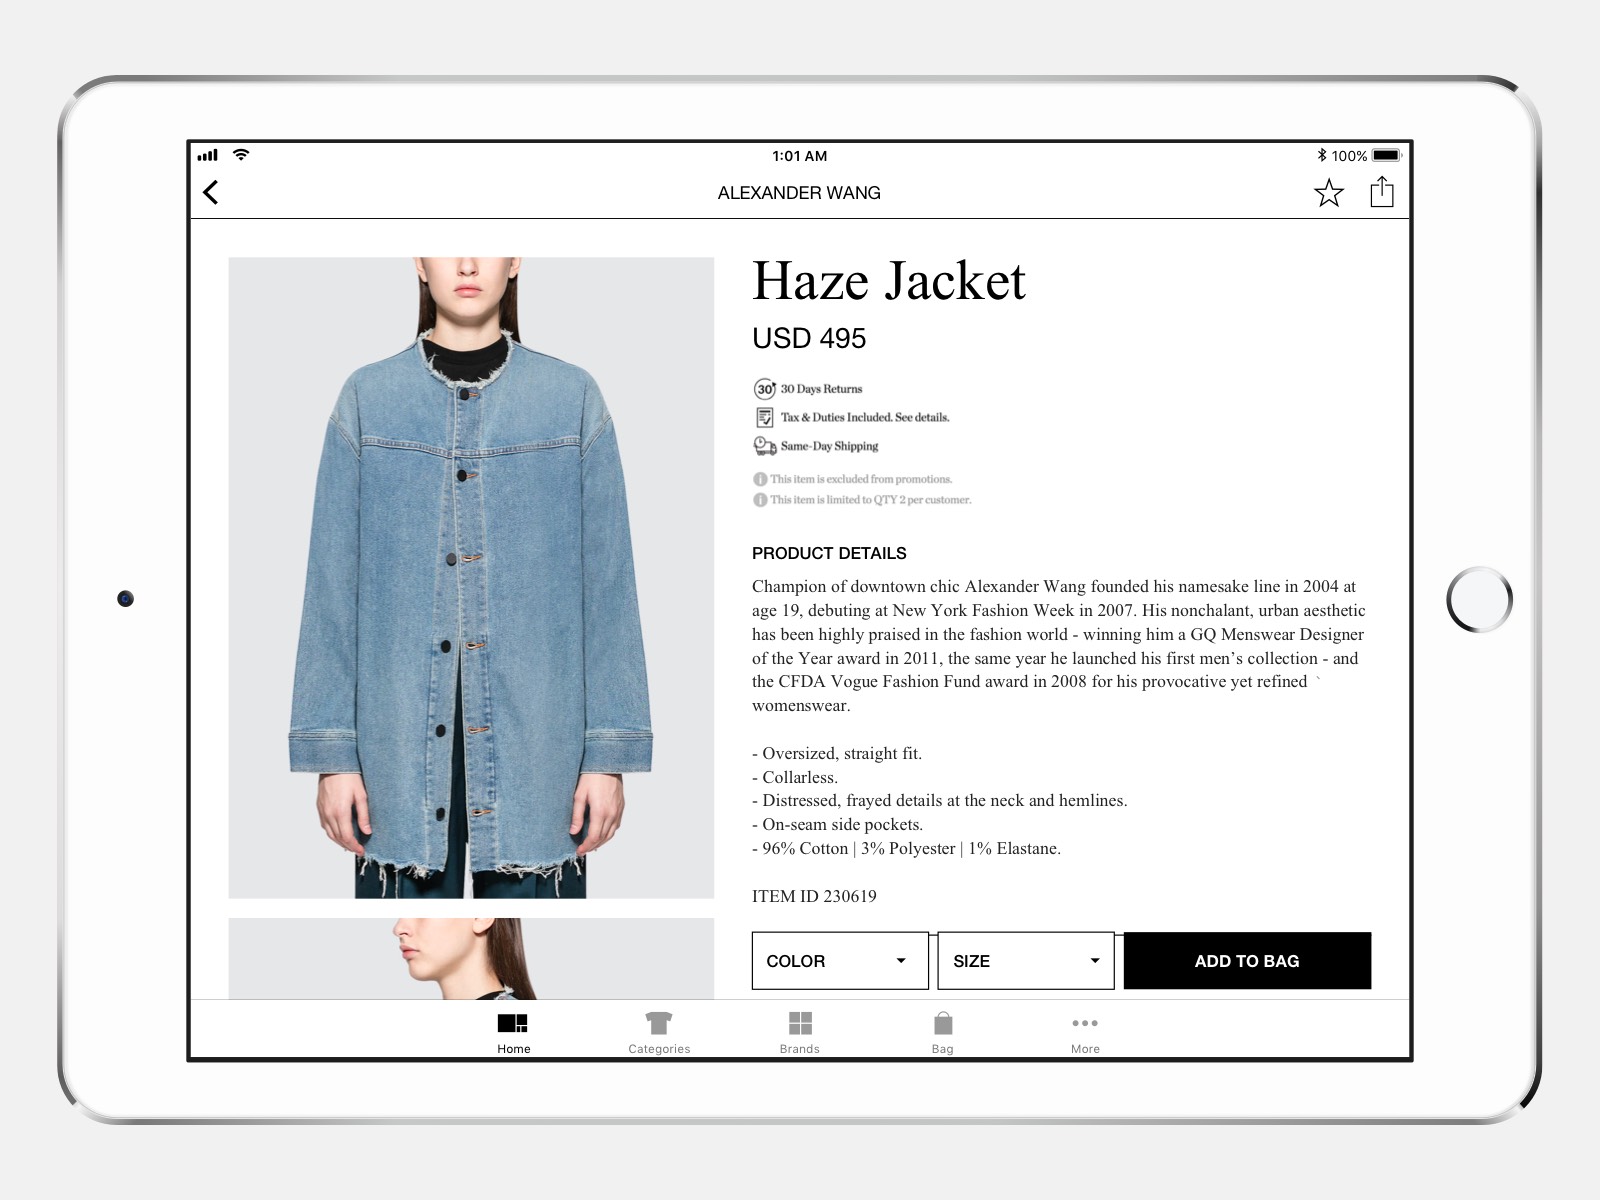 1:01 AM
100%
ALEXANDER WANG
Haze Jacket
USD 495
30 30 Days Returns
Tax & Duties Included. See details.
Same-Day Shipping
i This item is excluded from promotions.
i This item is limited to QTY 2 per customer.
PRODUCT DETAILS
Champion of downtown chic Alexander Wang founded his namesake line in 2004 at
age 19, debuting at New York Fashion Week in 2007. His nonchalant, urban aesthetic
has been highly praised in the fashion world - winning him a GQ Menswear Designer
of the Year award in 2011, the same year he launched his first men’s collection - and
the CFDA Vogue Fashion Fund award in 2008 for his provocative yet refined `
womenswear.
- Oversized, straight fit.
- Collarless.
- Distressed, frayed details at the neck and hemlines.
- On-seam side pockets.
- 96% Cotton | 3% Polyester | 1% Elastane.
ITEM ID 230619
COLOR
SIZE
ADD TO BAG
Home
Categories
Brands
Bag
More